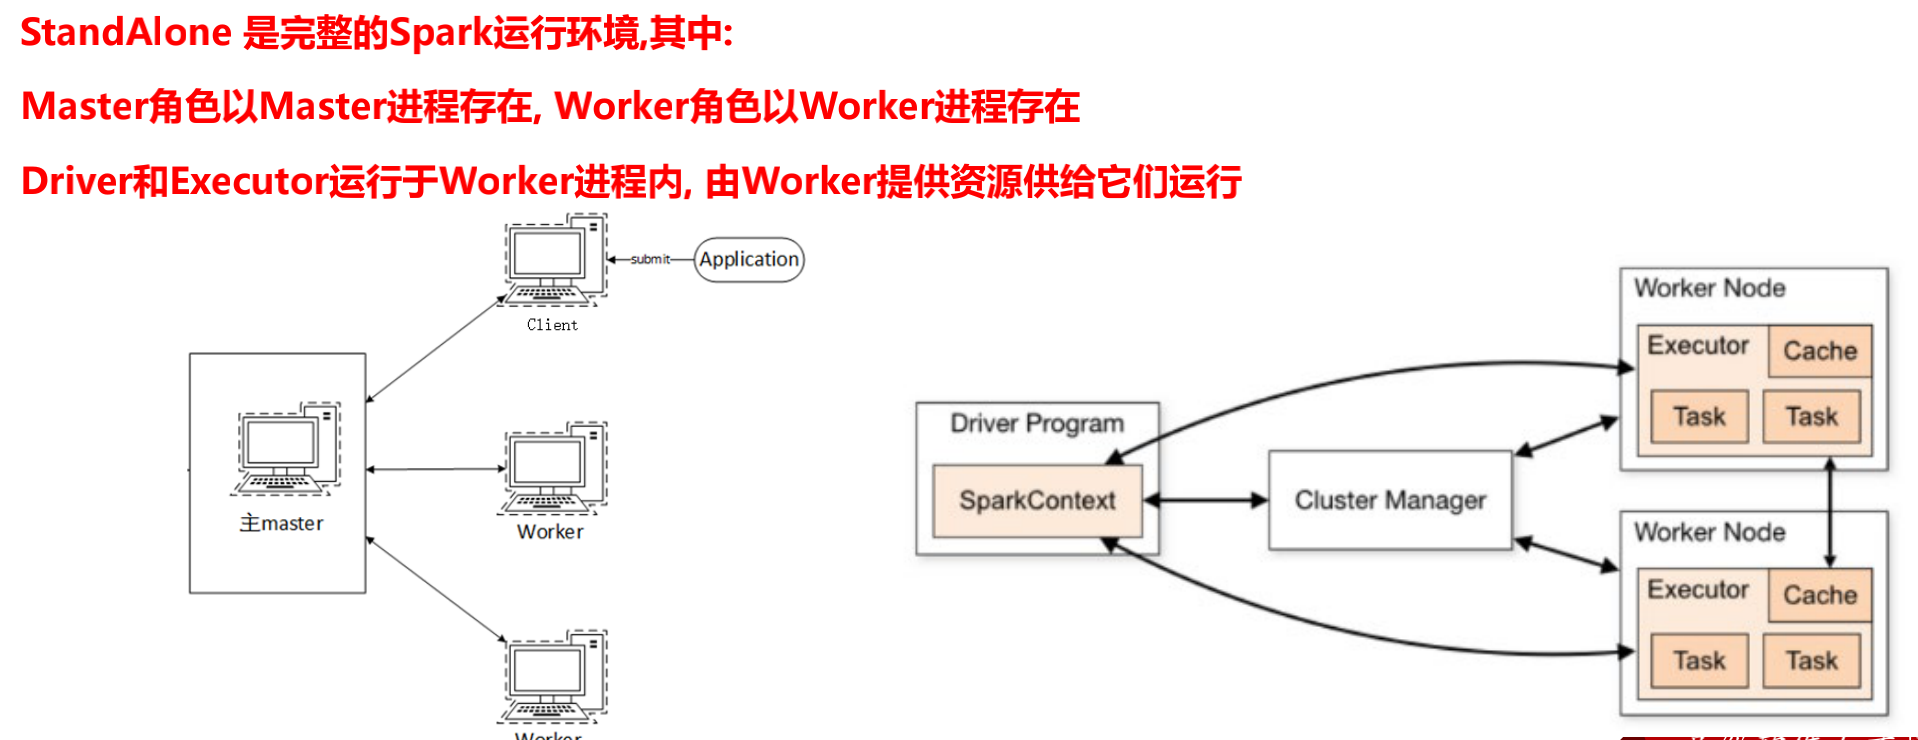 StandAlone 是完整的Spark运行环境,其中:
Master角色以Master进程存在, Worker角色以Worker进程存在
Driver和Executor运行于Worker进程内, 由Worker提供资源供给它们运行
submit
Application
Client
主master
Worker
Worker
Driver Program
SparkContext
Cluster Manager
Worker Node
Executor
Cache
Task
Task
Worker Node
Executor
Cache
Task
Task